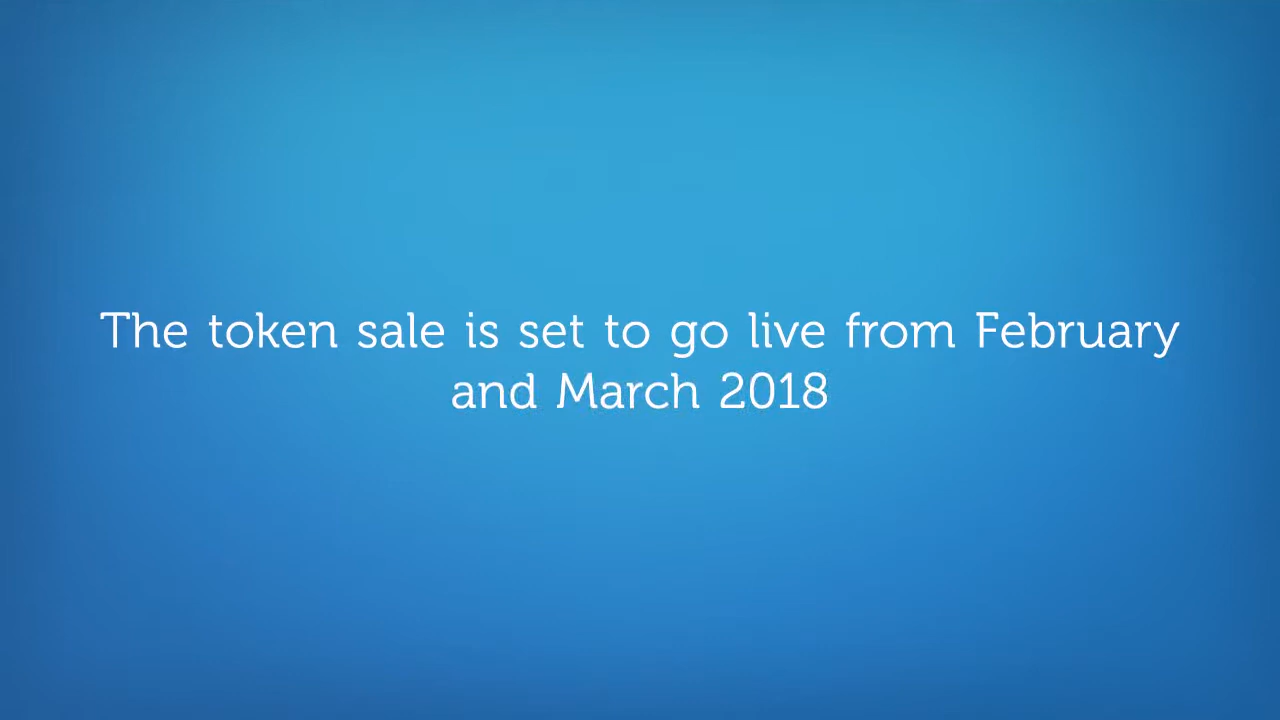 The token sale is set to go live from February
and March 2018